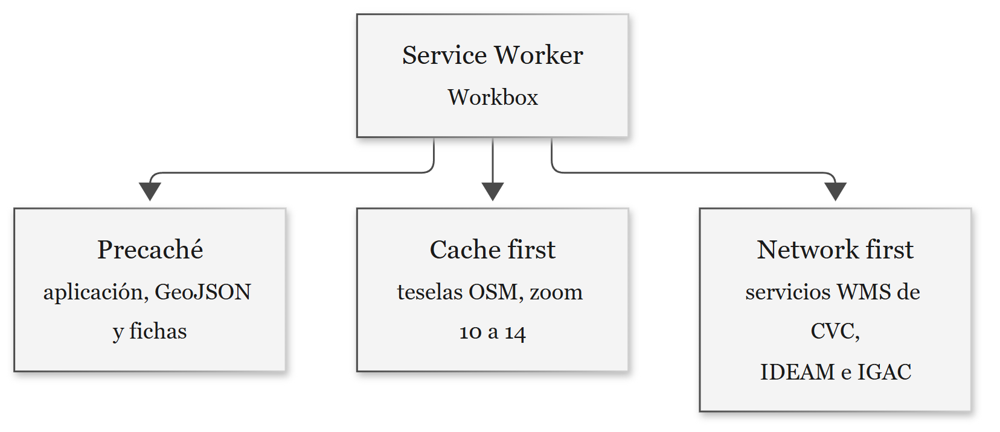 Service Worker
Workbox
Precaché
aplicación, GeoJSON
y fichas
Cache first
teselas OSM, zoom
10 a 14
Network first
servicios WMS de
CVC,
IDEAM e IGAC